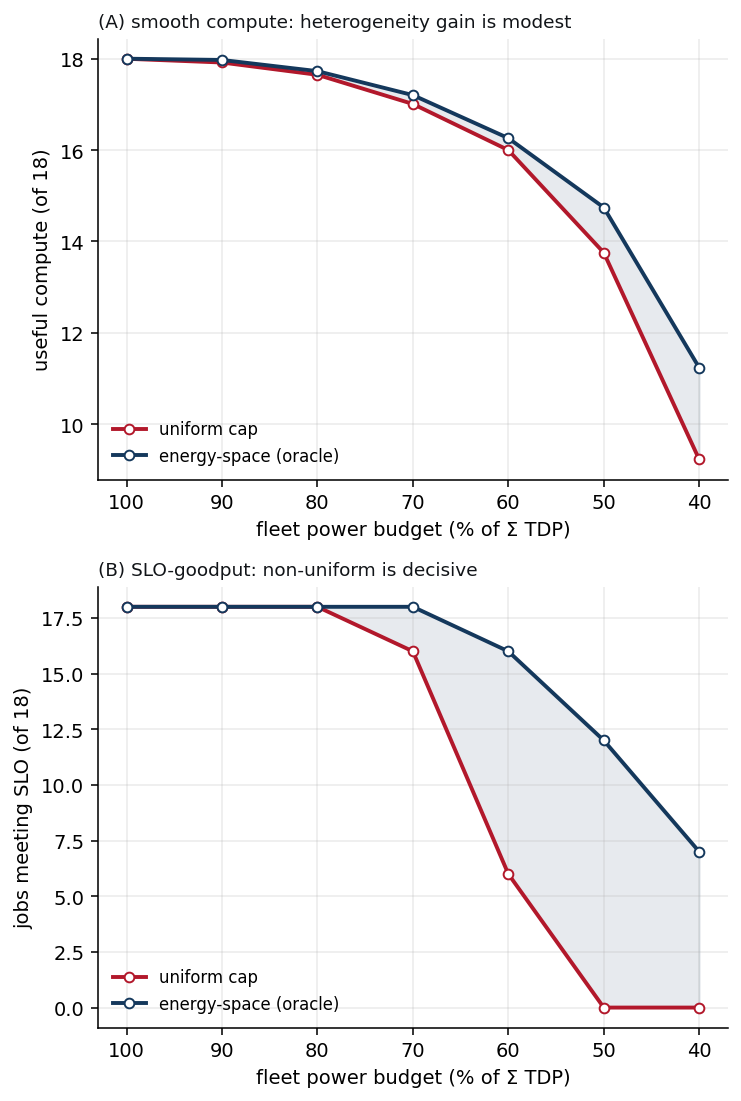 (A) smooth compute: heterogeneity gain is modest
useful compute (of 18)
18
16
14
12
10
uniform cap
energy-space (oracle)
100 90 80 70 60 50 40
fleet power budget (% of Σ TDP)
(B) SLO-goodput: non-uniform is decisive
jobs meeting SLO (of 18)
17.5
15.0
12.5
10.0
7.5
5.0
2.5
0.0
uniform cap
energy-space (oracle)
100 90 80 70 60 50 40
fleet power budget (% of Σ TDP)